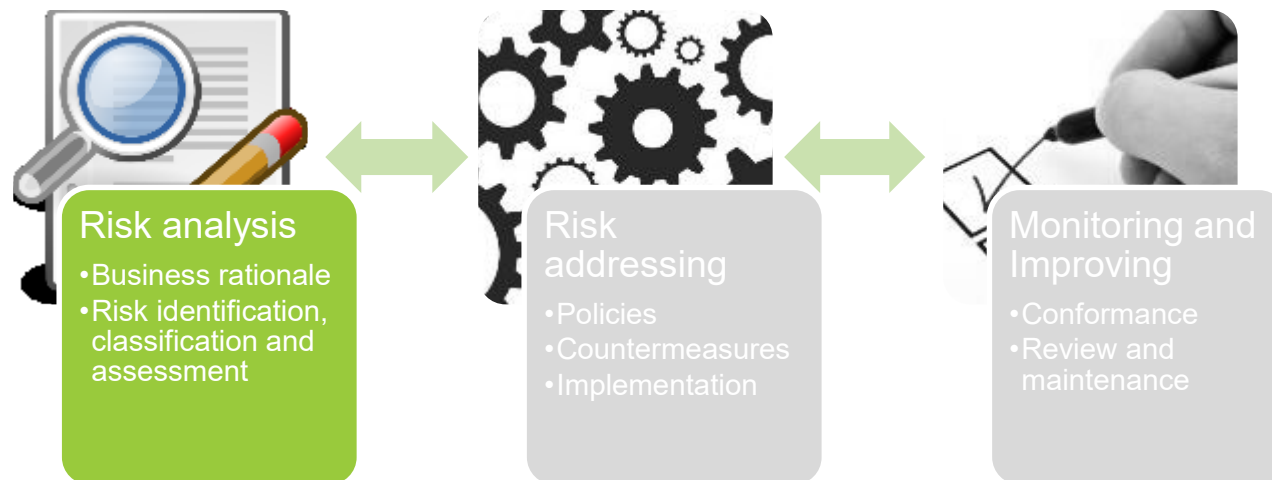 Risk analysis
•Business rationale
•Risk identification,
classification and
assessment
Risk
addressing
•Policies
•Countermeasures
•Implementation
Monitoring and
Improving
•Conformance
•Review and
maintenance